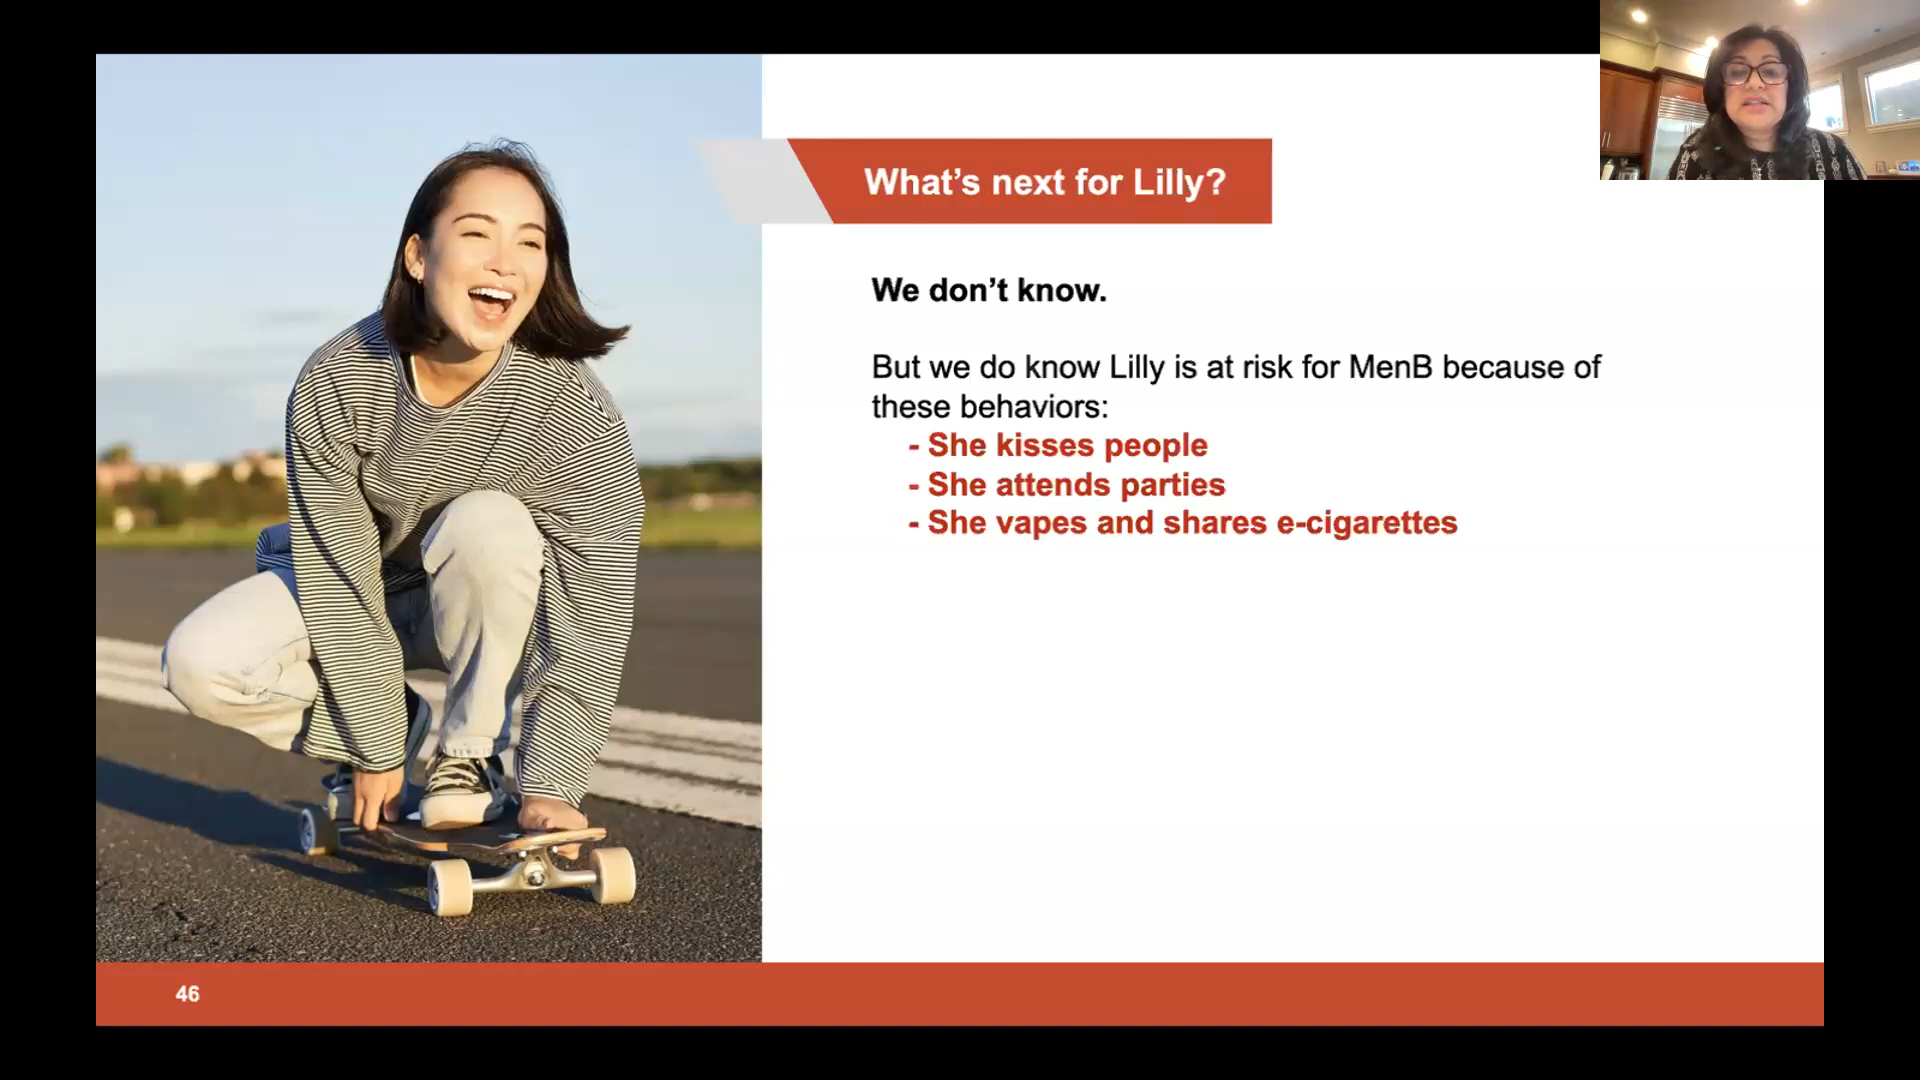 What's next for Lilly?
We don't know.
But we do know Lilly is at risk for MenB because of
these behaviors:
- She kisses people
- She attends parties
- She vapes and shares e-cigarettes
46